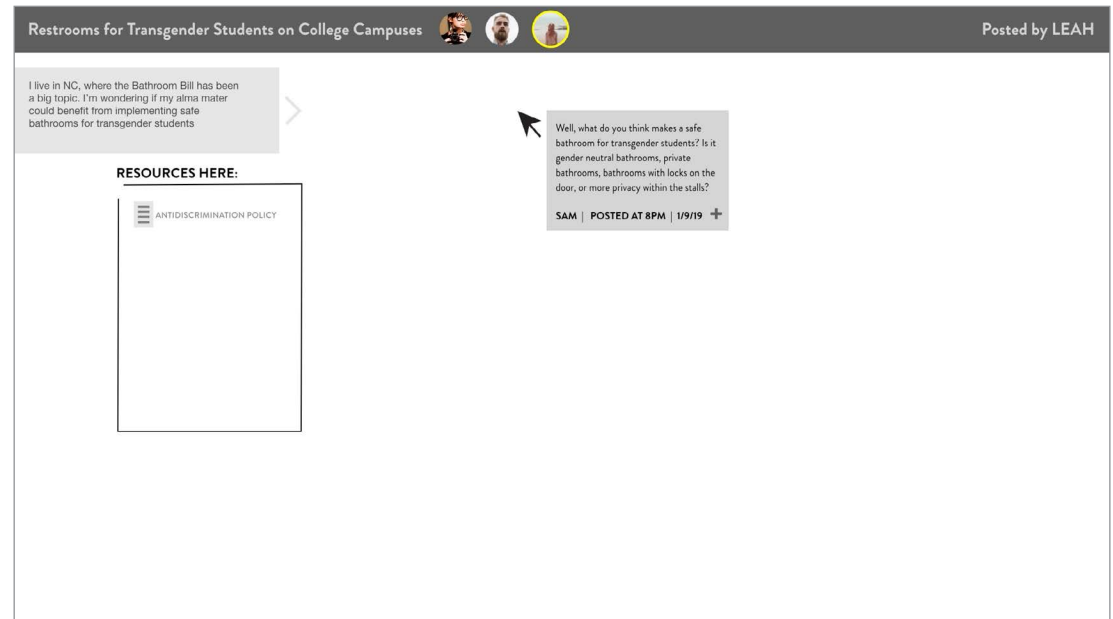 Restrooms for Transgender Students on College Campuses
Posted by LEAH
I live in NC, where the Bathroom Bill has been
a big topic. I'm wondering if my alma mater
could benefit from implementing safe
bathrooms for transgender students
RESOURCES HERE:
ANTIDISCRIMINATION POLICY
Well, what do you think makes a safe
bathroom for transgender students? Is it
gender neutral bathrooms, private
bathrooms, bathrooms with locks on the
door, or more privacy within the stalls?
SAM | POSTED AT 8PM | 1/9/19 +